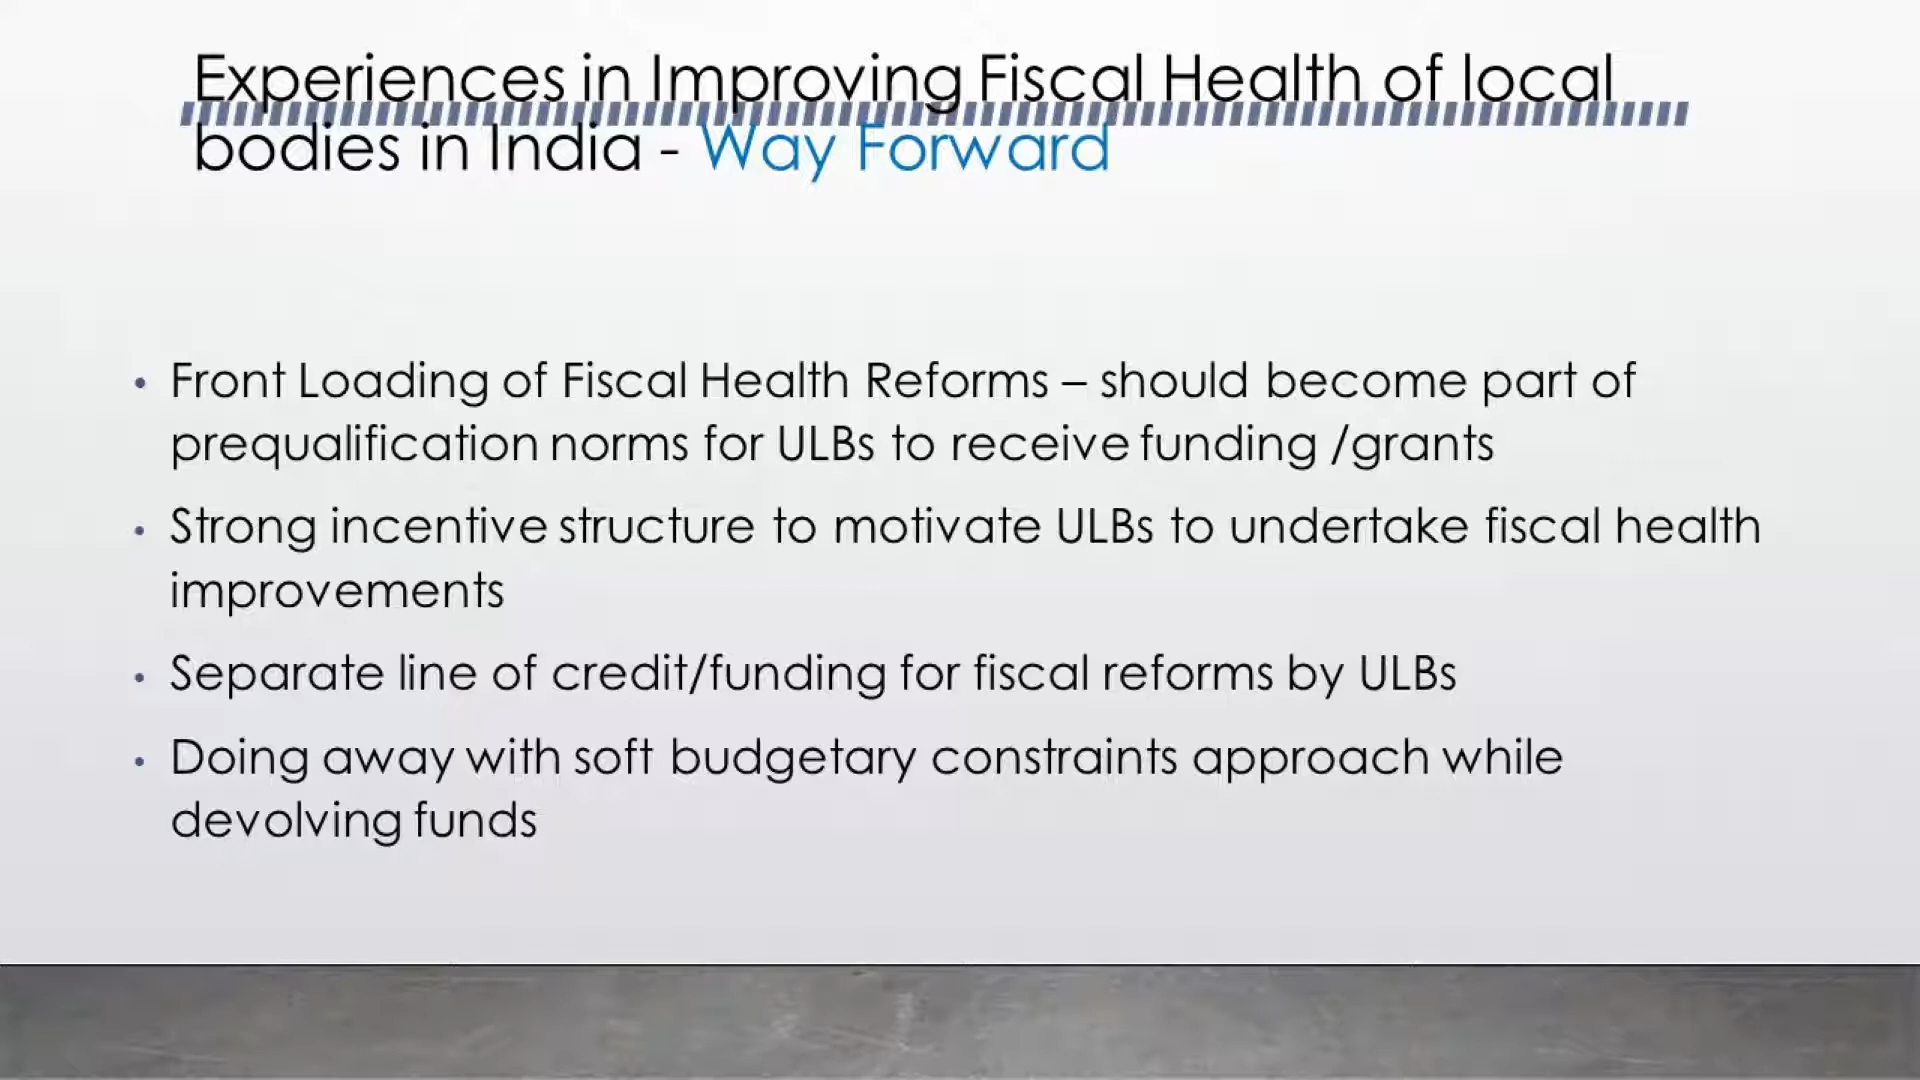 Experiences in Improving Fiscal Health of local
bodies in India - Way Forward
• Front Loading of Fiscal Health Reforms – should become part of
prequalification norms for ULBs to receive funding /grants
• Strong incentive structure to motivate ULBs to undertake fiscal health
improvements
• Separate line of credit/funding for fiscal reforms by ULBs
• Doing away with soft budgetary constraints approach while
devolving funds